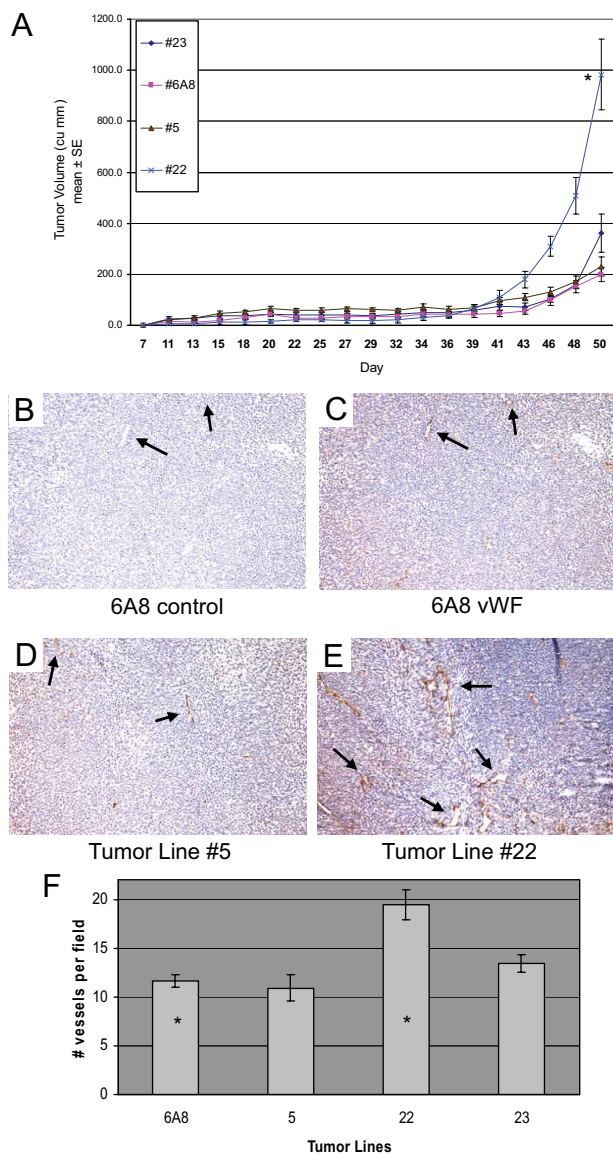 A
1200.0
1000.0
800.0
600.0
400.0
200.0
0.0
Tumor Volume (cu mm)
mean ± SE
#23
#6A8
#5
#22
*
7 11 13 15 18 20 22 25 27 29 32 34 36 39 41 43 46 48 50
Day
B
C
6A8 control
6A8 vWF
D
E
Tumor Line #5
Tumor Line #22
F
20
15
10
5
0
# vessels per field
* *
6A8 5 22 23
Tumor Lines